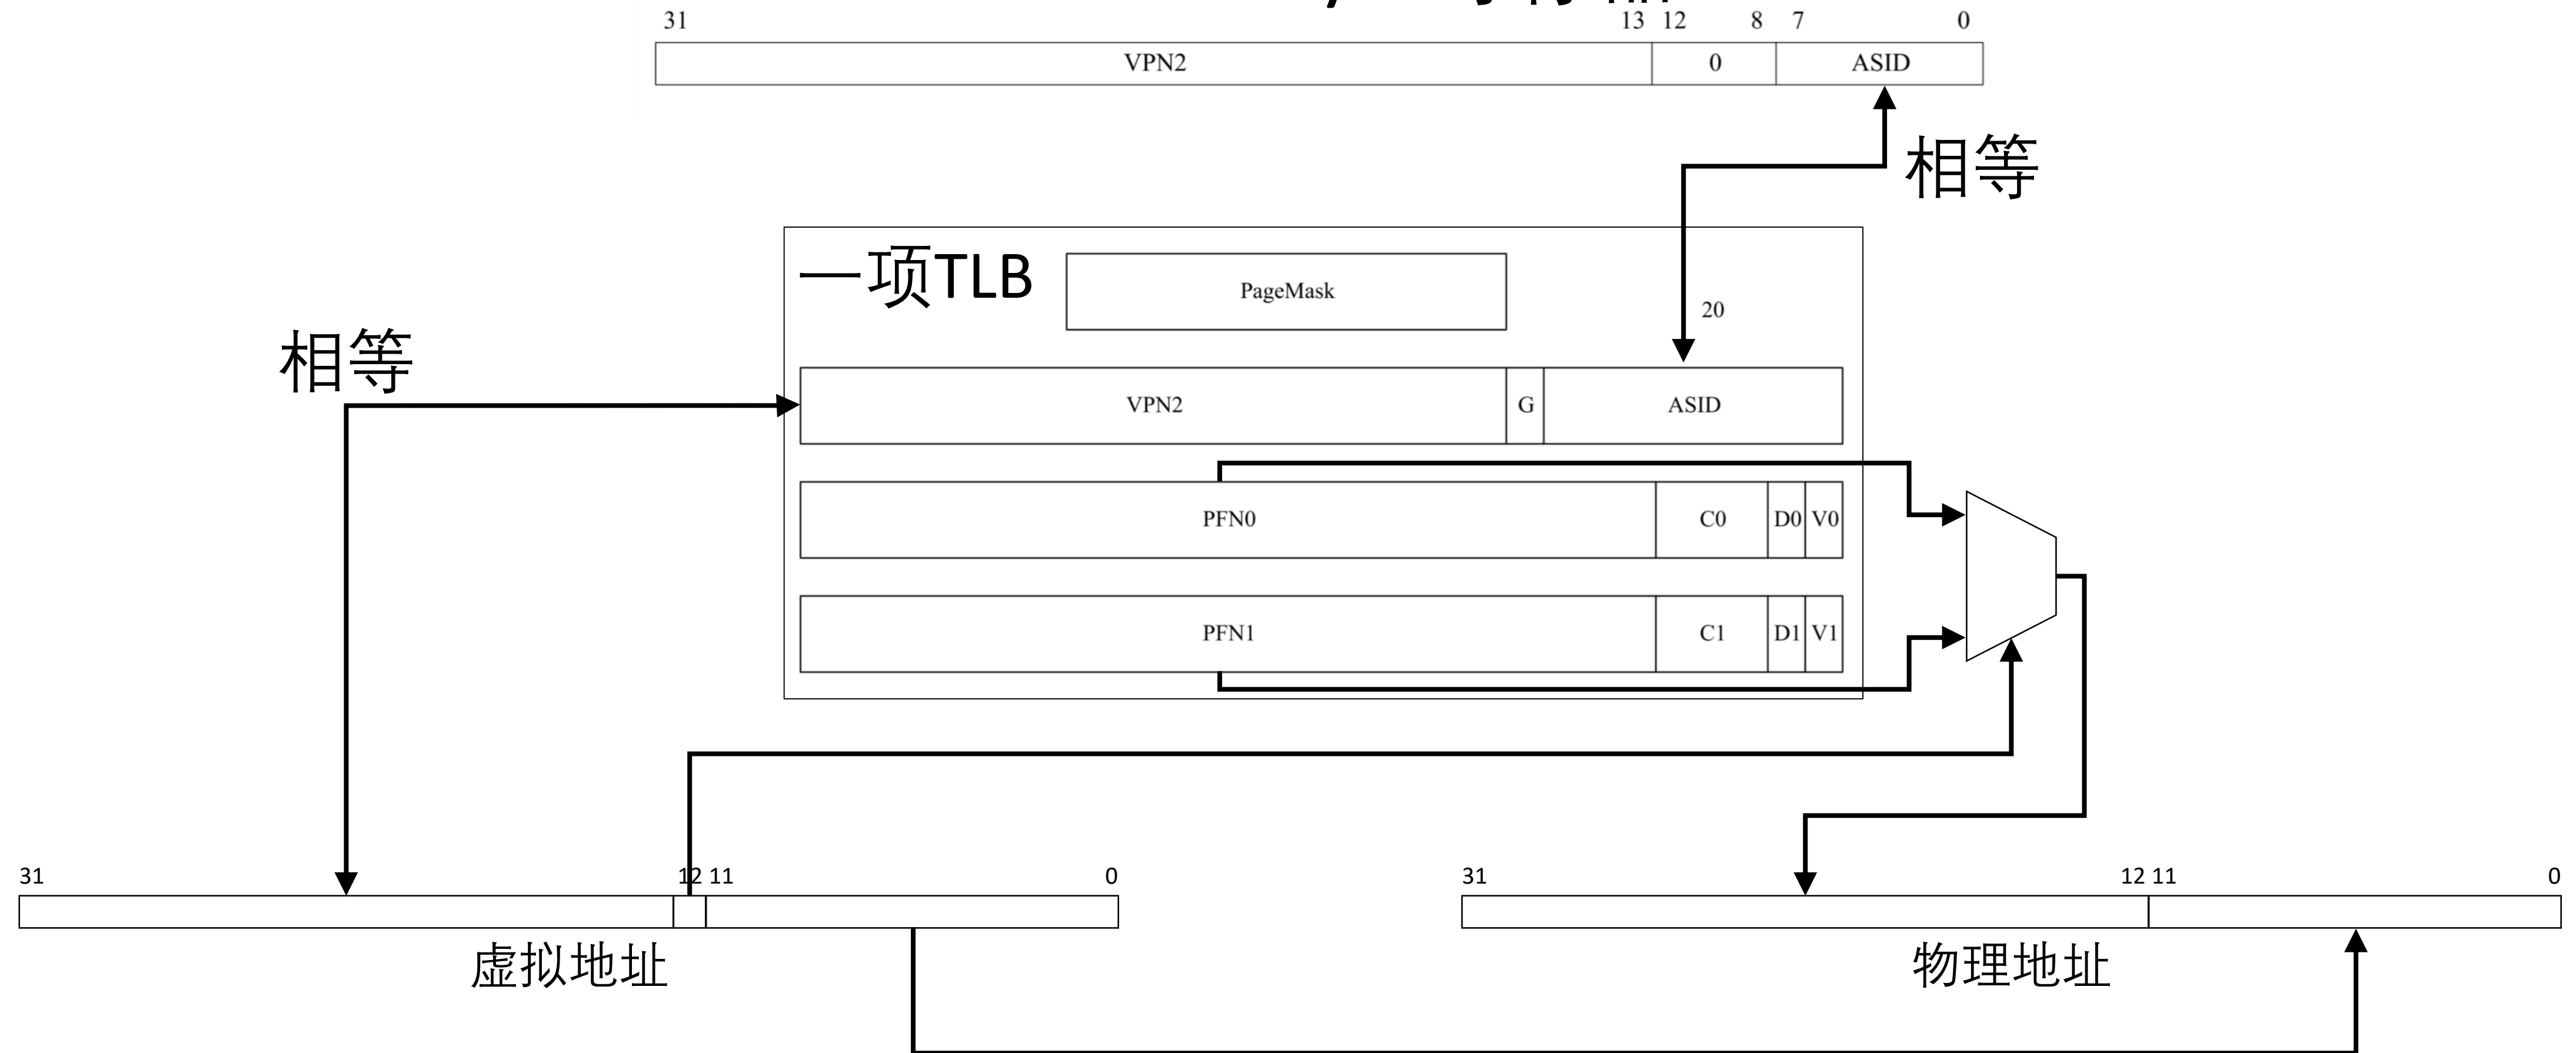 31 13 12 8 7 0
VPN2 0 ASID
相等
一项TLB
PageMask
20
相等
VPN2 G ASID
PFN0 C0 D0 V0
PFN1 C1 D1 V1
31 12 11 0
31 12 11 0
虚拟地址
物理地址